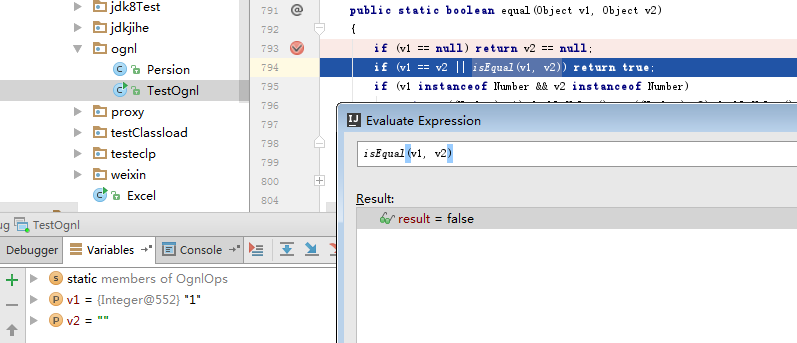 jdk8Test
jdkjihe
ognl
Persion
TestOgnl
proxy
testClassload
testeclp
weixin
Excel
791 @ public static boolean equal(Object v1, Object v2)
792 {
793 if (v1 == null) return v2 == null;
794 if (v1 == v2 || isEqual(v1, v2)) return true;
795 if (v1 instanceof Number && v2 instanceof Number)
796
797
798
799
800
804
Evaluate Expression
isEqual(v1, v2)
Result:
result = false
ug TestOgnl
Debugger Variables Console
static members of OgnlOps
v1 = {Integer@552} "1"
v2 = ""